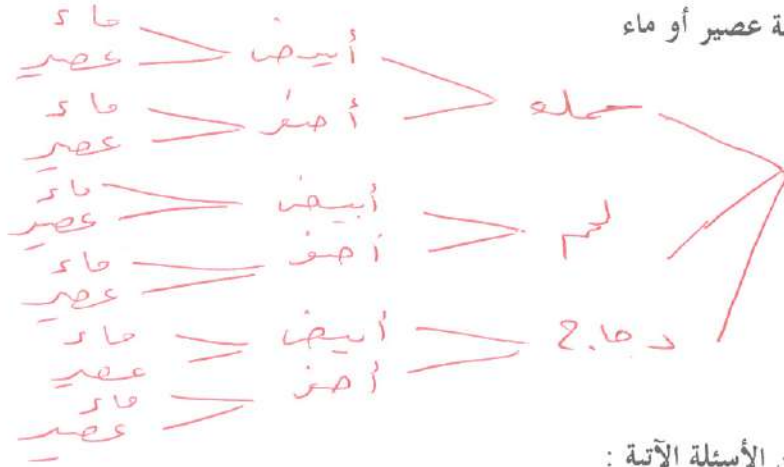 ة عصير أو ماء
ماء
أبيض
عصير
سمك
ماء
أصفر
عصير
ماء
أبيض
عصير
لحم
ماء
أصفر
عصير
ماء
أبيض
عصير
دجاج
ماء
أصفر
عصير
الأسئلة الآتية :